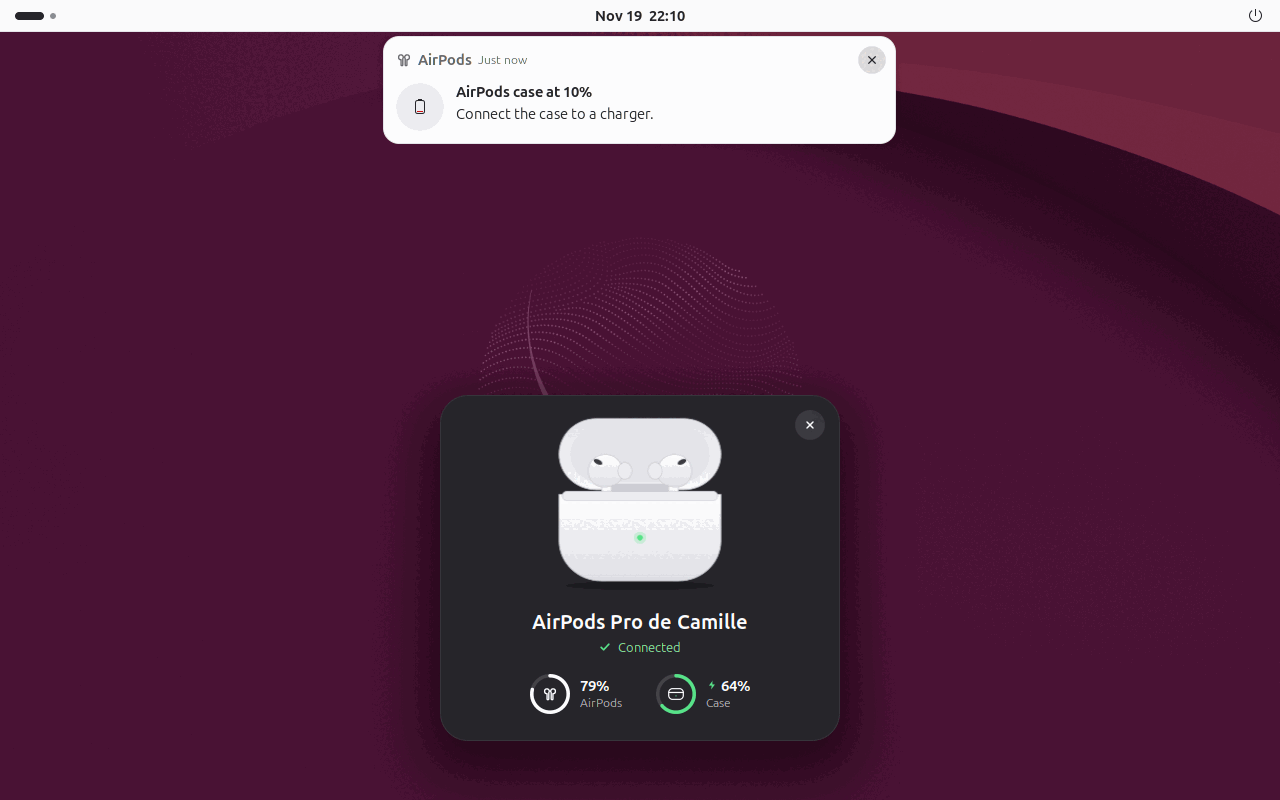 Nov 19 22:10
AirPods Just now
AirPods case at 10%
Connect the case to a charger.
AirPods Pro de Camille
Connected
79%
AirPods
64%
Case